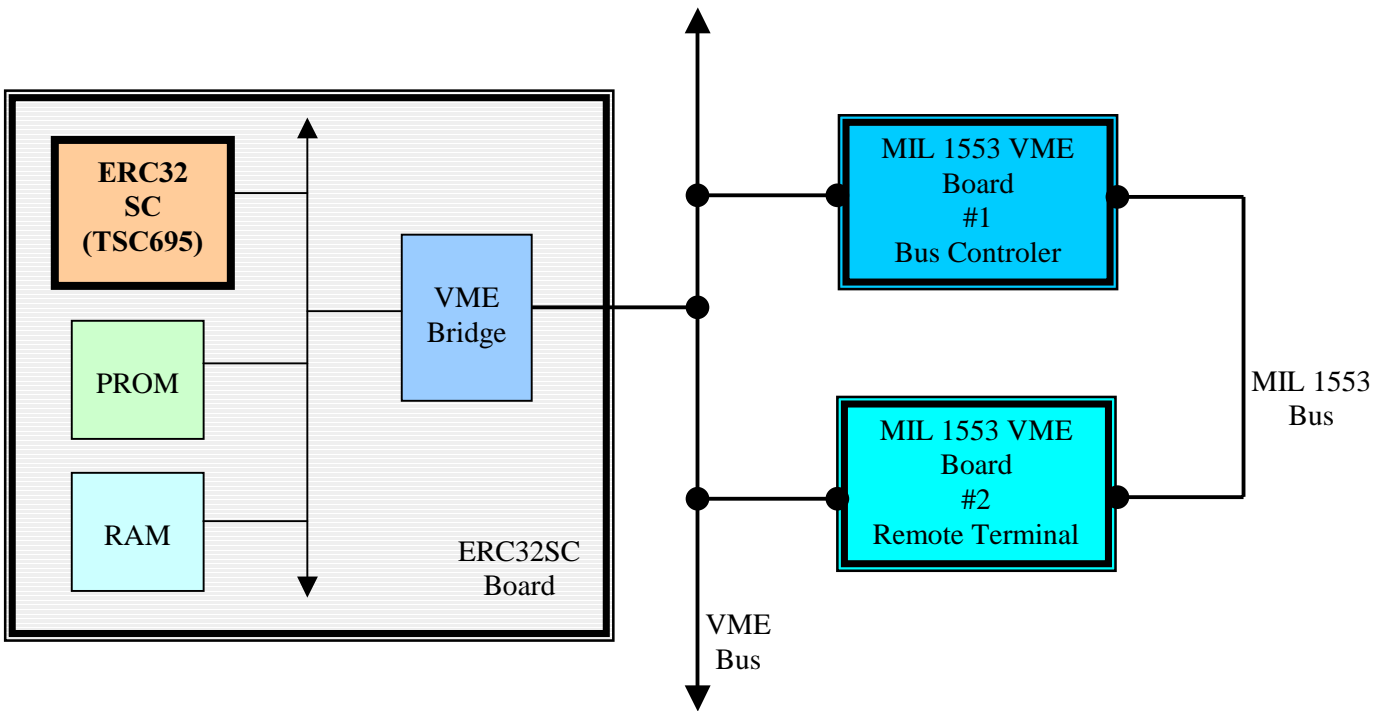 ERC32
SC
(TSC695)
PROM
RAM
VME
Bridge
ERC32SC
Board
MIL 1553 VME
Board
#1
Bus Controler
MIL 1553 VME
Board
#2
Remote Terminal
MIL 1553
Bus
VME
Bus